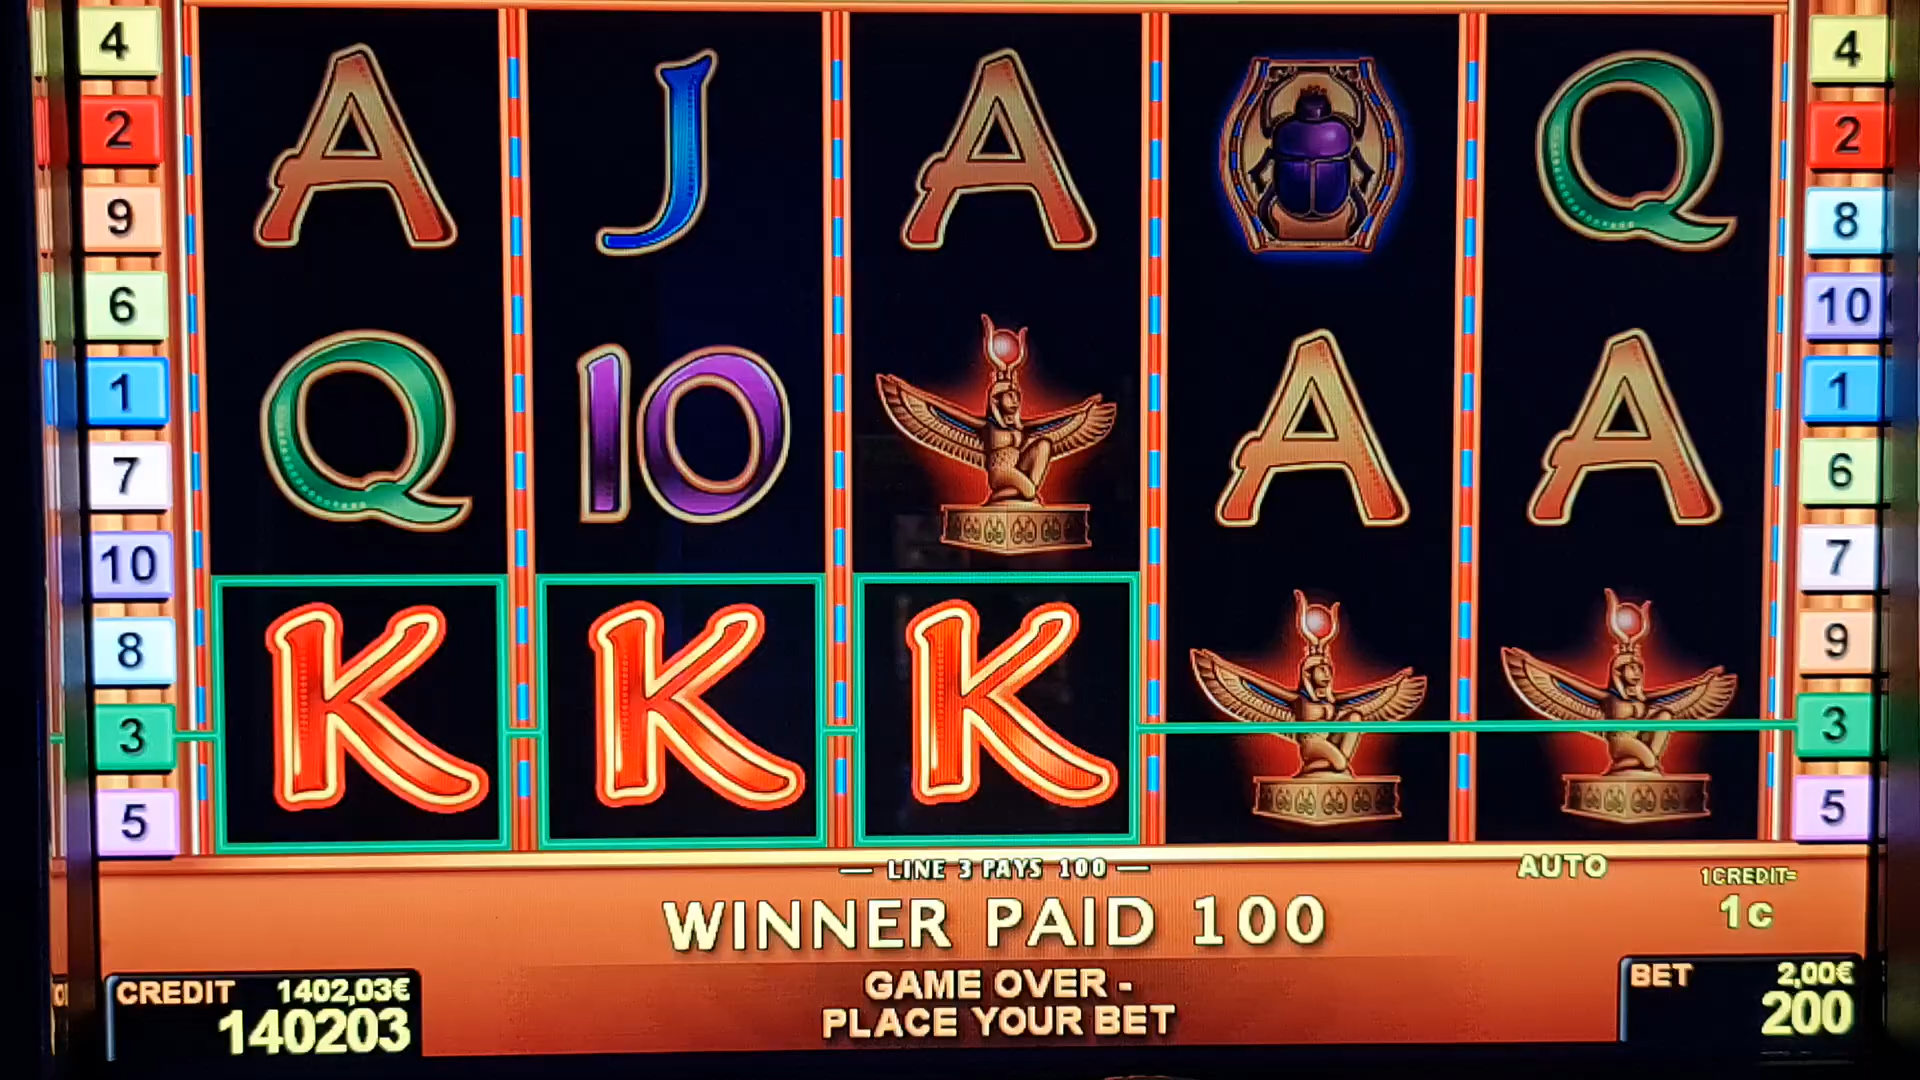 4
2
9
6
1
7
10
8
3
5
A J A Q
Q 10 A A
K K K
4
2
8
10
1
6
7
9
3
5
LINE 3 PAYS 100
AUTO
1CREDIT=
1c
WINNER PAID 100
GAME OVER -
PLACE YOUR BET
CREDIT 1402,03€
140203
BET 2,00€
200